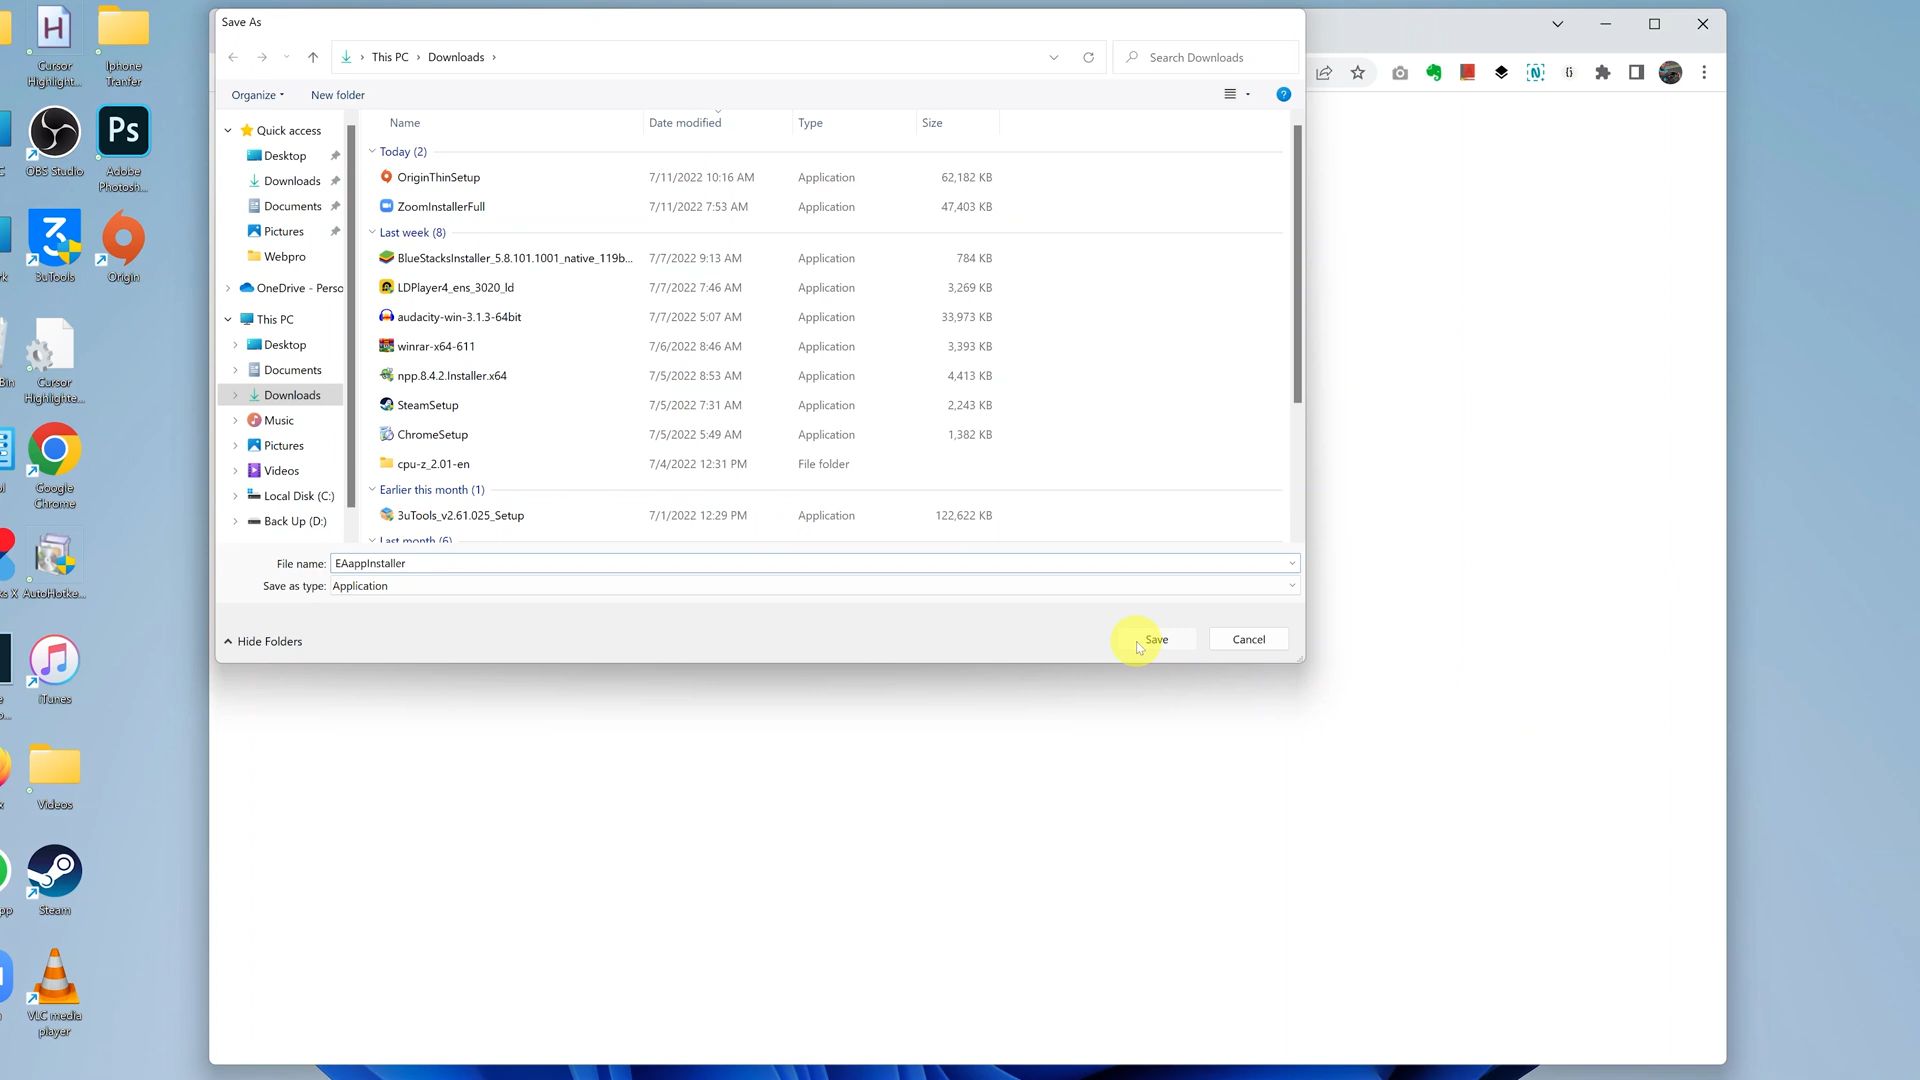 Save As
This PC
Downloads
Search Downloads
Organize
New folder
Name
Date modified
Type
Size
Quick access
Desktop
Downloads
Documents
Pictures
Webpro
OneDrive - Perso
This PC
Desktop
Documents
Downloads
Music
Pictures
Videos
Local Disk (C:)
Back Up (D:)
Today (2)
OriginThinSetup 7/11/2022 10:16 AM Application 62,182 KB
ZoomInstallerFull 7/11/2022 7:53 AM Application 47,403 KB
Last week (8)
BlueStacksInstaller_5.8.101.1001_native_119b... 7/7/2022 9:13 AM Application 784 KB
LDPlayer4_ens_3020_ld 7/7/2022 7:46 AM Application 3,269 KB
audacity-win-3.1.3-64bit 7/7/2022 5:07 AM Application 33,973 KB
winrar-x64-611 7/6/2022 8:46 AM Application 3,393 KB
npp.8.4.2.Installer.x64 7/5/2022 8:53 AM Application 4,413 KB
SteamSetup 7/5/2022 7:31 AM Application 2,243 KB
ChromeSetup 7/5/2022 5:49 AM Application 1,382 KB
cpu-z_2.01-en 7/4/2022 12:31 PM File folder
Earlier this month (1)
3uTools_v2.61.025_Setup 7/1/2022 12:29 PM Application 122,622 KB
Last month (6)
File name: EAappInstaller
Save as type: Application
Hide Folders
Save
Cancel
H
Cursor
Highlight...
Iphone
Tranfer
OBS Studio
Ps
Adobe
Photosh...
3uTools
Origin
Bin
Cursor
Highlighte...
Google
Chrome
ks X
AutoHotke...
iTunes
Videos
pp
Steam
VLC media
player